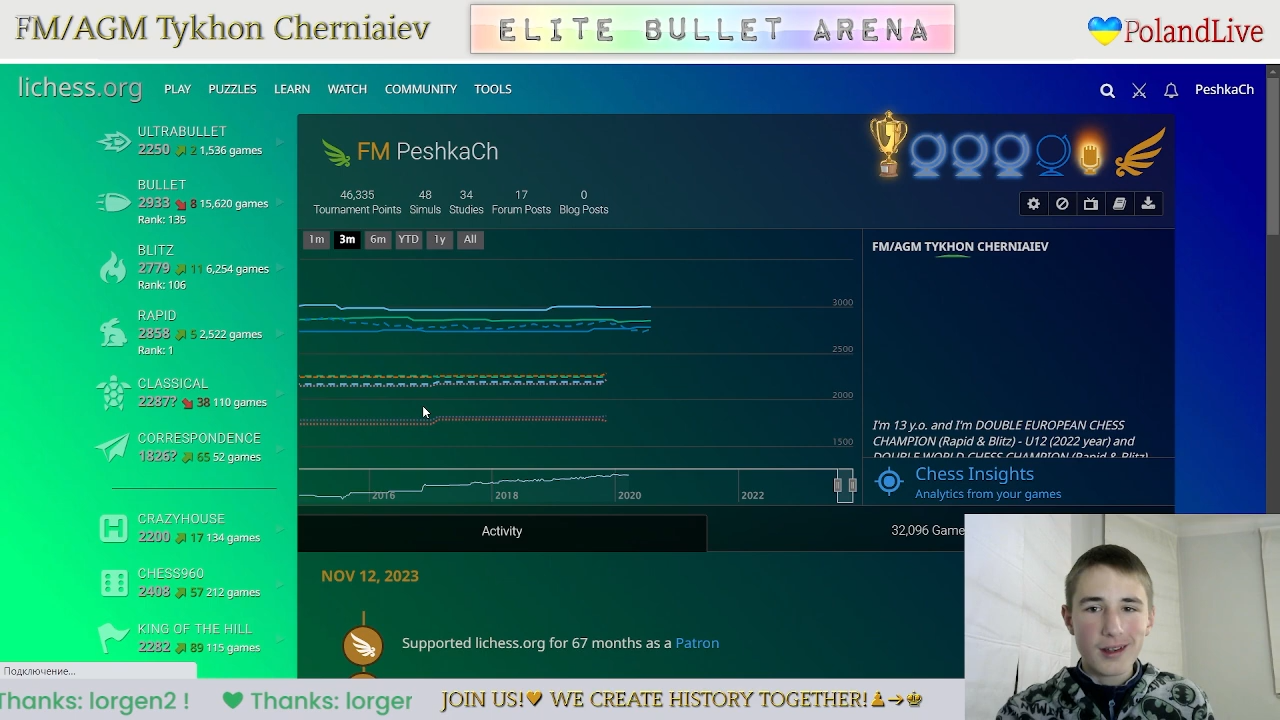 FM/AGM Tykhon Cherniaiev
ELITE BULLET ARENA
PolandLive
lichess.org PLAY PUZZLES LEARN WATCH COMMUNITY TOOLS
PeshkaCh
ULTRABULLET
2250 2 1,536 games
BULLET
2933 8 15,620 games
Rank: 135
BLITZ
2779 11 6,254 games
Rank: 106
RAPID
2858 5 2,522 games
Rank: 1
CLASSICAL
2287? 38 110 games
CORRESPONDENCE
1826? 65 52 games
CRAZYHOUSE
2200 17 134 games
CHESS960
2408 57 212 games
KING OF THE HILL
2282 89 115 games
Подключение...
FM PeshkaCh
46,335 48 34 17 0
Tournament Points Simuls Studies Forum Posts Blog Posts
1m 3m 6m YTD 1y All
3000
2500
2000
1500
2016 2018 2020 2022
FM/AGM TYKHON CHERNIAIEV
I'm 13 y.o. and I'm DOUBLE EUROPEAN CHESS
CHAMPION (Rapid & Blitz) - U12 (2022 year) and
DOUBLE WORLD CHESS CHAMPION (Rapid & Blitz)
Chess Insights
Analytics from your games
Activity
32,096 Game
NOV 12, 2023
Supported lichess.org for 67 months as a Patron
Thanks: lorgen2 ! Thanks: lorger
JOIN US! WE CREATE HISTORY TOGETHER!